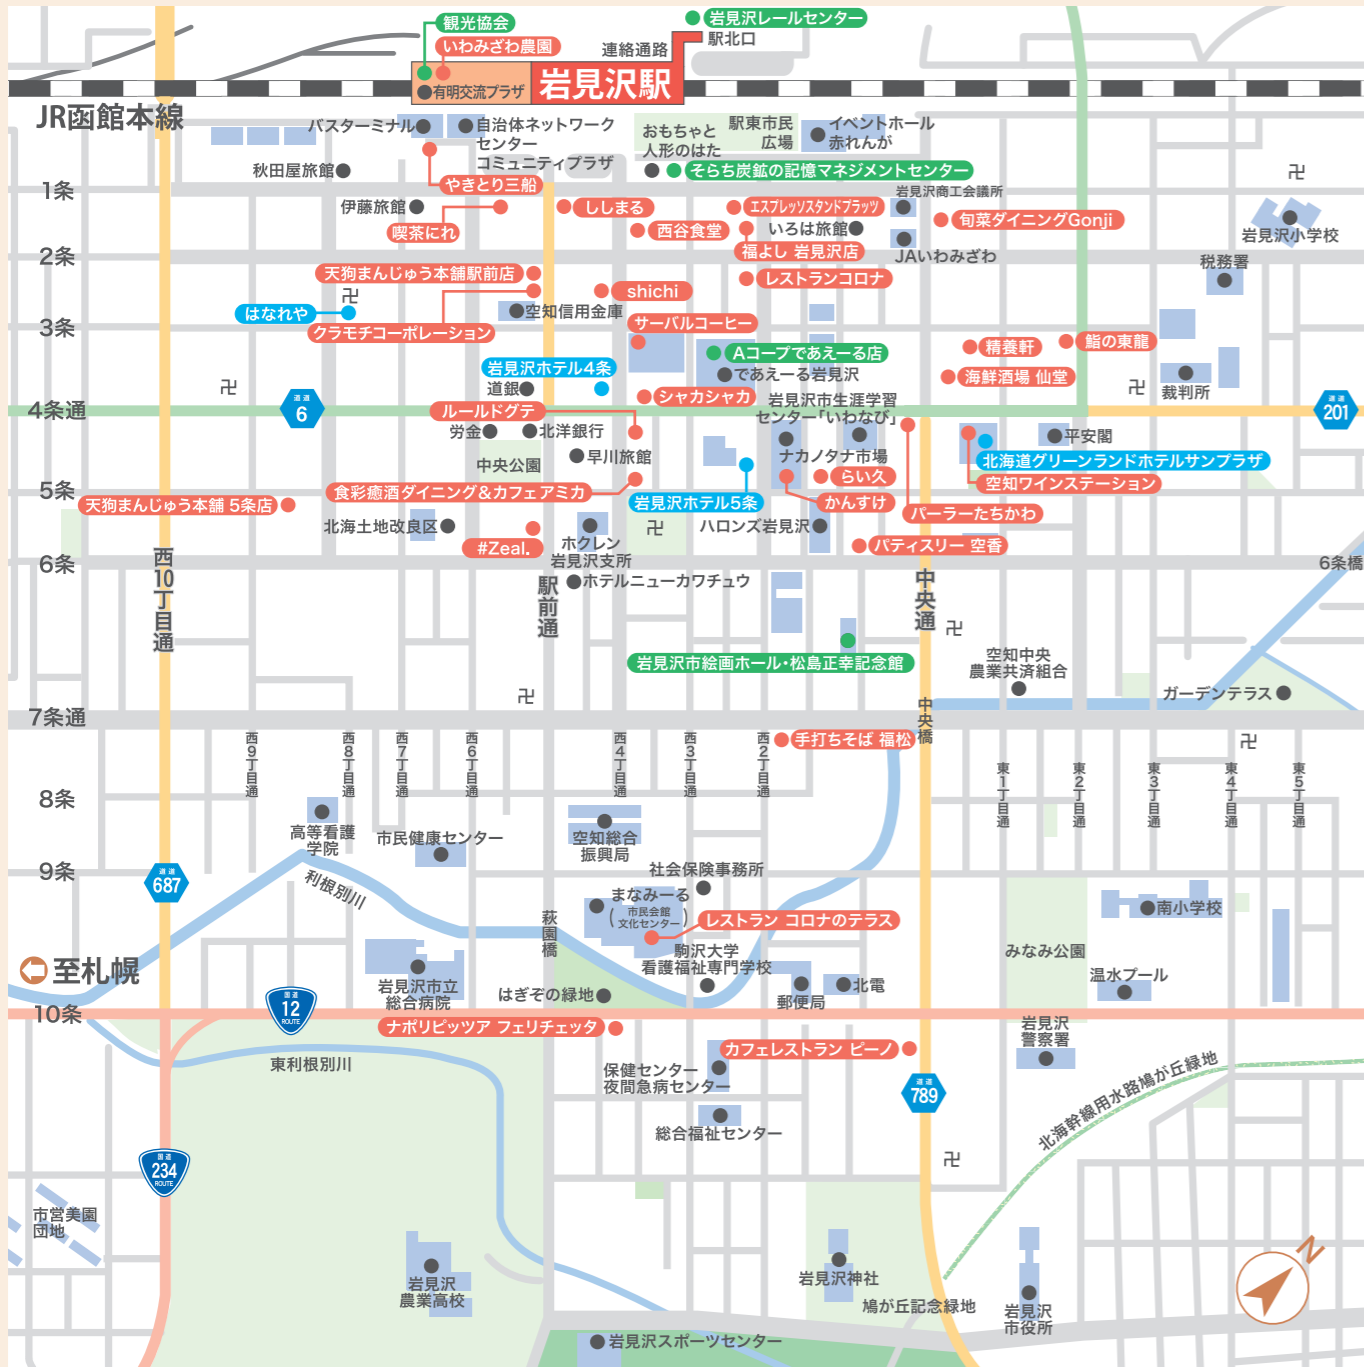 観光協会
岩見沢レールセンター
いわみざわ農園
連絡通路
駅北口
有明交流プラザ
岩見沢駅
JR函館本線
バスターミナル
自治体ネットワーク
センター
コミュニティプラザ
おもちゃと
人形のはた
駅東市民
広場
イベントホール
赤れんが
秋田屋旅館
やきとり三船
そらち炭鉱の記憶マネジメントセンター
卍
1条
伊藤旅館
喫茶にれ
ししまる
西谷食堂
エスプレッソスタンドプラッツ
岩見沢商工会議所
いろは旅館
福よし 岩見沢店
旬菜ダイニングGonji
岩見沢小学校
2条
JAいわみざわ
税務署
天狗まんじゅう本舗駅前店
レストランコロナ
卍
shichi
はなれや
空知信用金庫
3条
クラモチコーポレーション
サーバルコーヒー
Aコープであえーる店
精養軒
鮨の東龍
岩見沢ホテル4条
であえーる岩見沢
海鮮酒場 仙堂
卍
道銀
シャカシャカ
卍
裁判所
4条通
道道
6
ルールドグテ
岩見沢市生涯学習
センター「いわなび」
道道
201
労金
北洋銀行
平安閣
中央公園
早川旅館
ナカノタナ市場
北海道グリーンランドホテルサンプラザ
らい久
空知ワインステーション
5条
食彩癒酒ダイニング&カフェアミカ
岩見沢ホテル5条
かんすけ
天狗まんじゅう本舗 5条店
パーラーたちかわ
北海土地改良区
卍
ハロンズ岩見沢
#Zeal.
ホクレン
岩見沢支所
パティスリー 空香
6条
6条橋
西10丁目通
駅前通
ホテルニューカワチュウ
中央通
卍
岩見沢市絵画ホール・松島正幸記念館
空知中央
農業共済組合
卍
ガーデンテラス
7条通
中央橋
西9丁目通
西8丁目通
西7丁目通
西6丁目通
西4丁目通
西3丁目通
西2丁目通
手打ちそば 福松
卍
東1丁目通
東2丁目通
東3丁目通
東4丁目通
東5丁目通
8条
高等看護
学院
市民健康センター
空知総合
振興局
9条
道道
687
利根別川
社会保険事務所
まなみーる
(市民会館
文化センター)
萩園橋
レストラン コロナのテラス
南小学校
駒沢大学
看護福祉専門学校
みなみ公園
至札幌
岩見沢市立
総合病院
はぎぞの緑地
郵便局
北電
温水プール
国道
12
ROUTE
10条
ナポリピッツア フェリチェッタ
岩見沢
警察署
カフェレストラン ピーノ
東利根別川
保健センター
夜間急病センター
道道
789
北海幹線用水路鳩が丘緑地
総合福祉センター
卍
国道
234
ROUTE
市営美園
団地
岩見沢
農業高校
岩見沢神社
鳩が丘記念緑地
岩見沢
市役所
N
岩見沢スポーツセンター